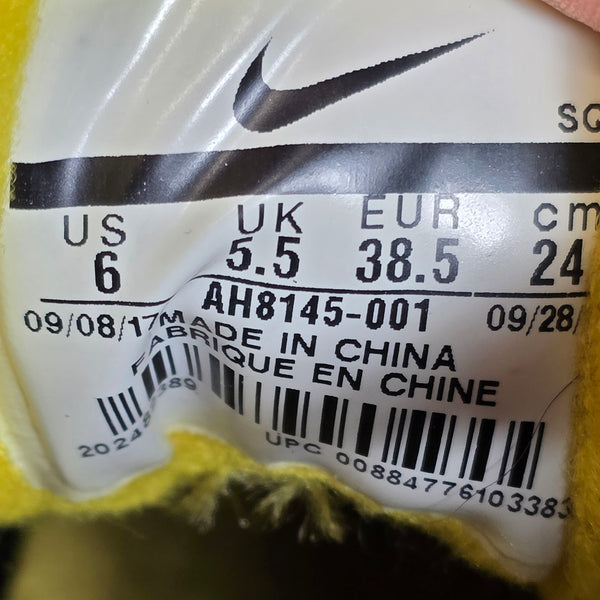 SQ
US UK EUR cm
6 5.5 38.5 24
AH8145-001
09/08/17 09/28/
MADE IN CHINA
FABRIQUE EN CHINE
UPC 00884776103383